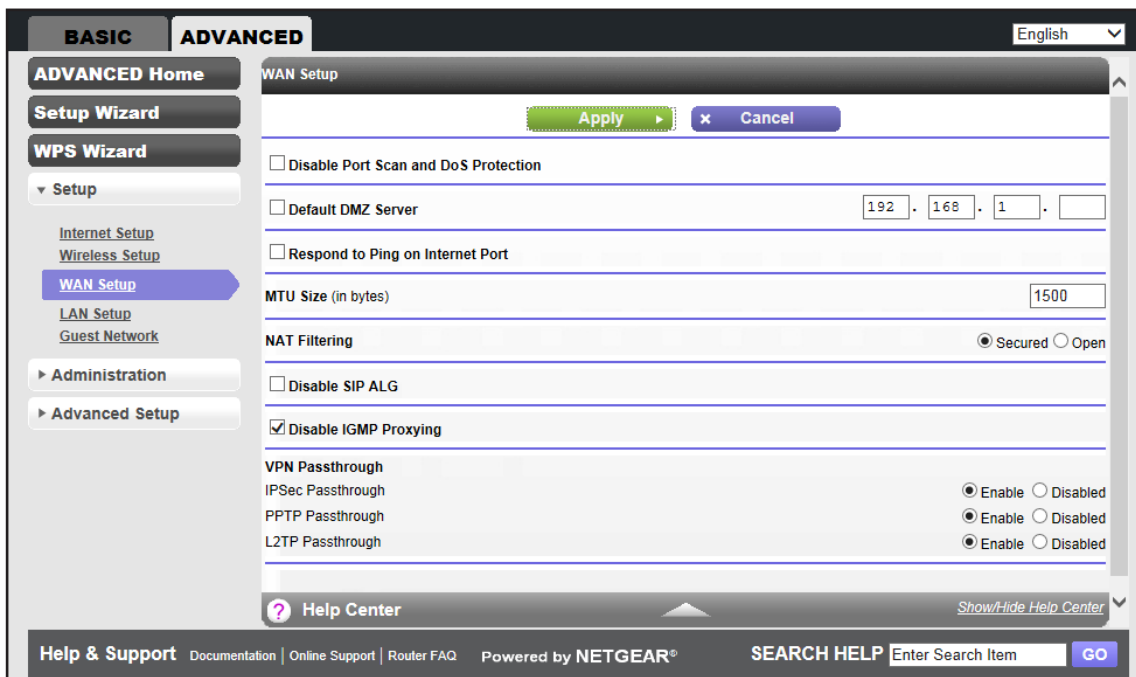 BASIC ADVANCED English
ADVANCED Home
Setup Wizard
WPS Wizard
Setup
Internet Setup
Wireless Setup
WAN Setup
LAN Setup
Guest Network
Administration
Advanced Setup
WAN Setup
Apply x Cancel
Disable Port Scan and DoS Protection
Default DMZ Server 192 . 168 . 1 .
Respond to Ping on Internet Port
MTU Size (in bytes) 1500
NAT Filtering Secured Open
Disable SIP ALG
Disable IGMP Proxying
VPN Passthrough
IPSec Passthrough Enable Disabled
PPTP Passthrough Enable Disabled
L2TP Passthrough Enable Disabled
? Help Center Show/Hide Help Center
Help & Support Documentation | Online Support | Router FAQ Powered by NETGEAR® SEARCH HELP Enter Search Item GO